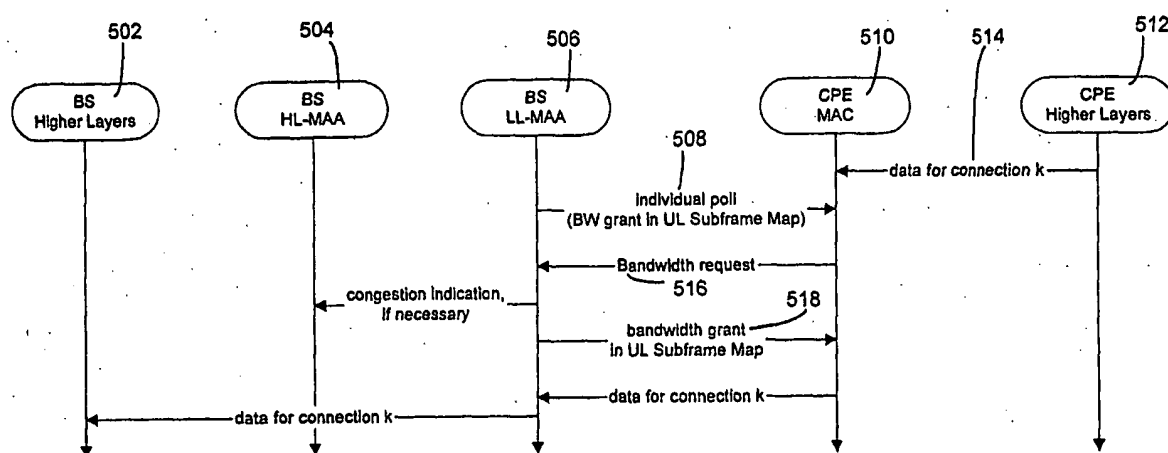 502
504
506
510
512
514
BS
Higher Layers
BS
HL-MAA
BS
LL-MAA
CPE
MAC
CPE
Higher Layers
508
data for connection k
individual poll
(BW grant in UL Subframe Map)
Bandwidth request
516
congestion indication,
if necessary
518
bandwidth grant
in UL Subframe Map
data for connection k
data for connection k